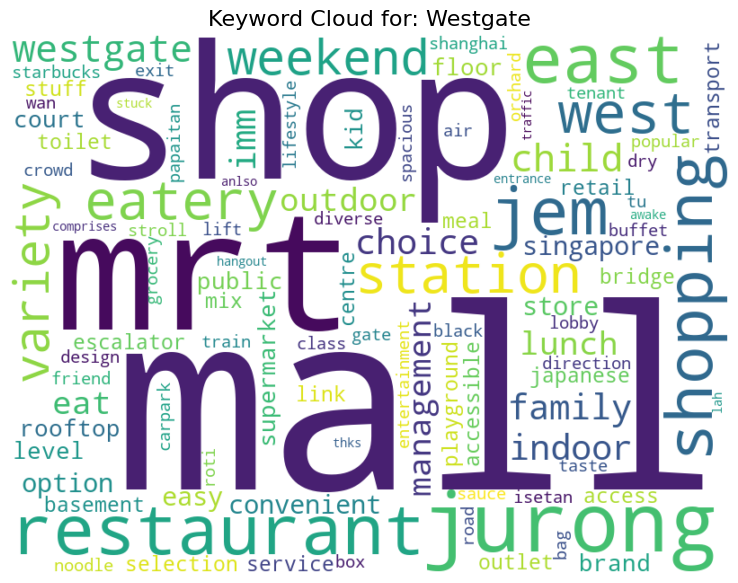 Keyword Cloud for: Westgate
westgate
shop
weekend
shanghai
east
starbucks
exit
floor
orchard
stuff
stuck
tenant
west
transport
wan
papaitan
lifestyle
kid
spacious
traffic
court
imm
air
popular
toilet
child
dry
crowd
anlso
entrance
retail
tu
eatery
outdoor
jem
awake
variety
comprises
stroll
lift
diverse
meal
buffet
shopping
mrt
hangout
grocery
choice
singapore
public
centre
station
bridge
mix
mall
store
escalator
train
supermarket
gate
class
entertainment
management
black
playground
accessible
lobby
lunch
design
direction
friend
link
japanese
eat
carpark
family
lah
rooftop
thks
indoor
level
roti
taste
option
easy
sauce
isetan
access
basement
convenient
restaurant
jurong
road
bag
noodle
selection
service
box
outlet
brand